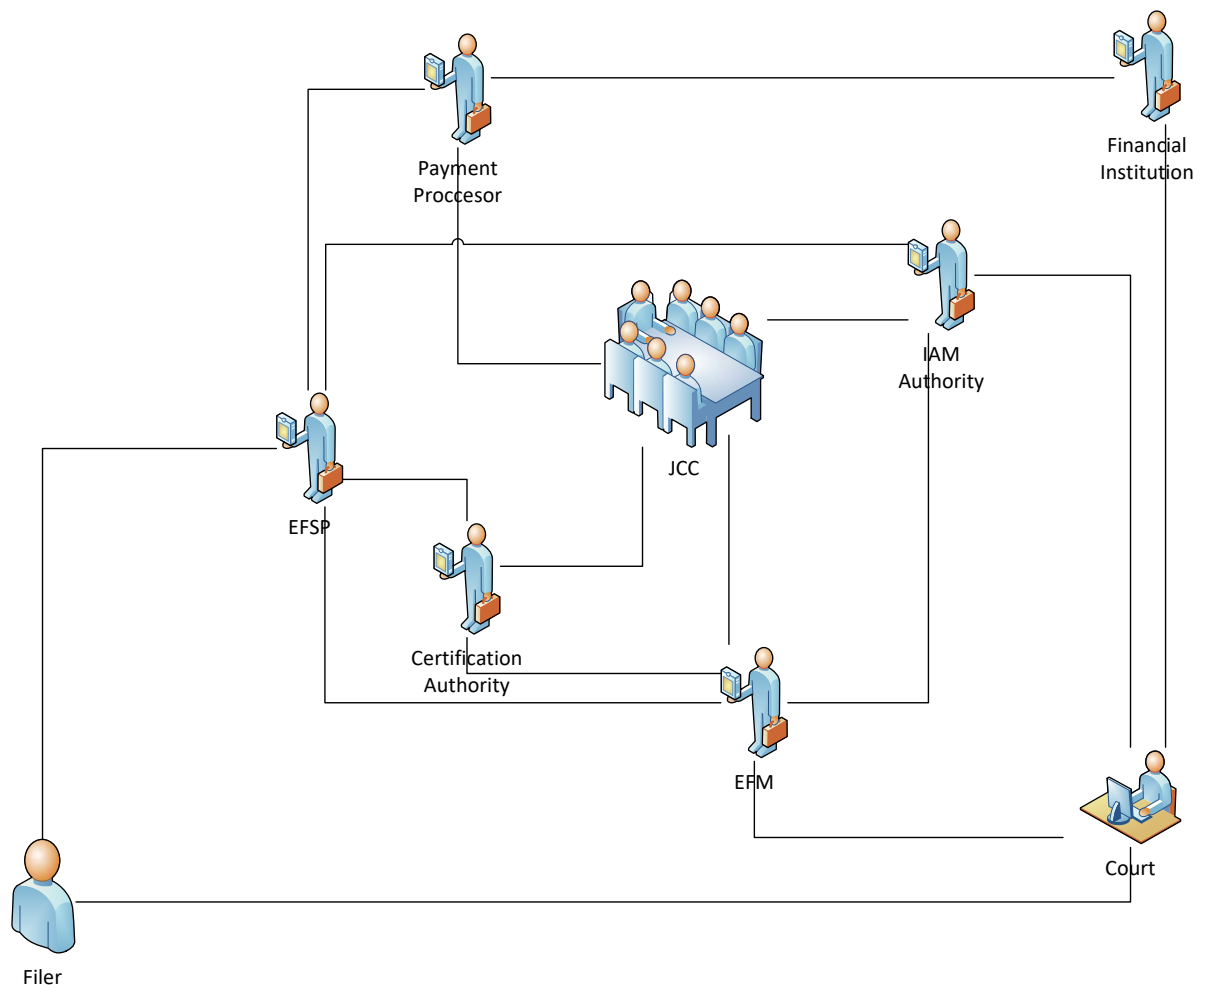 Financial
Institution
Payment
Proccesor
IAM
Authority
JCC
EFSP
Certification
Authority
EFM
Court
Filer